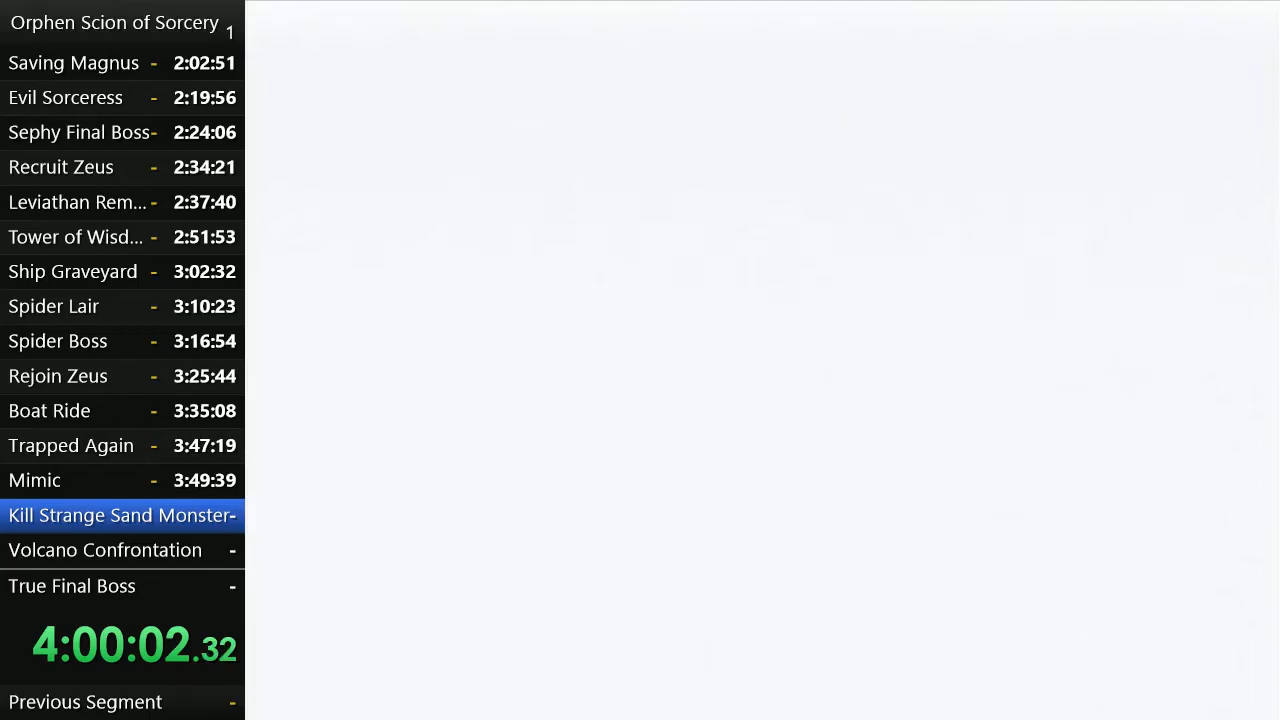 Orphen Scion of Sorcery 1
Saving Magnus - 2:02:51
Evil Sorceress - 2:19:56
Sephy Final Boss- 2:24:06
Recruit Zeus - 2:34:21
Leviathan Rem... - 2:37:40
Tower of Wisd... - 2:51:53
Ship Graveyard - 3:02:32
Spider Lair - 3:10:23
Spider Boss - 3:16:54
Rejoin Zeus - 3:25:44
Boat Ride - 3:35:08
Trapped Again - 3:47:19
Mimic - 3:49:39
Kill Strange Sand Monster-
Volcano Confrontation -
True Final Boss -
4:00:02.32
Previous Segment -